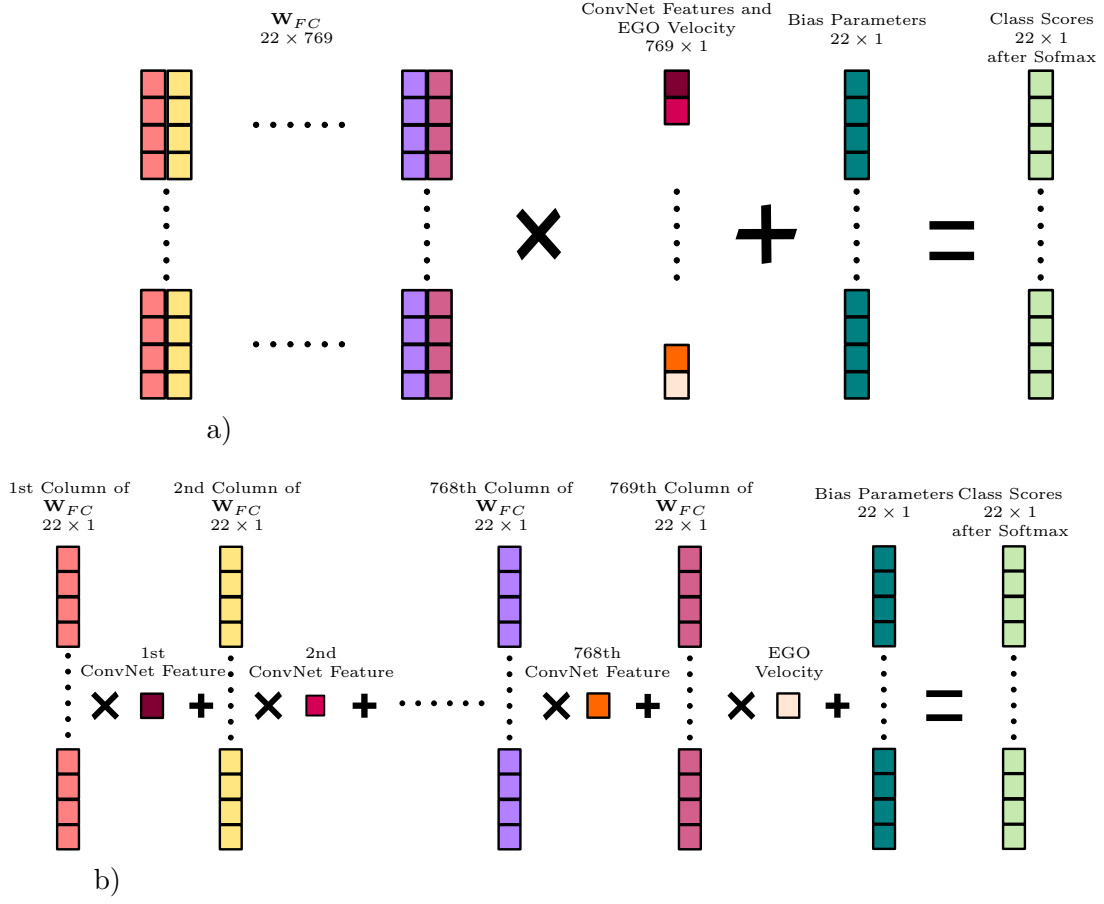 W_FC
22 × 769
ConvNet Features and
EGO Velocity
769 × 1
Bias Parameters
22 × 1
Class Scores
22 × 1
after Sofmax
a)
1st Column of
W_FC
22 × 1
2nd Column of
W_FC
22 × 1
768th Column of
W_FC
22 × 1
769th Column of
W_FC
22 × 1
Bias Parameters
22 × 1
Class Scores
22 × 1
after Softmax
1st
ConvNet Feature
2nd
ConvNet Feature
768th
ConvNet Feature
EGO
Velocity
b)